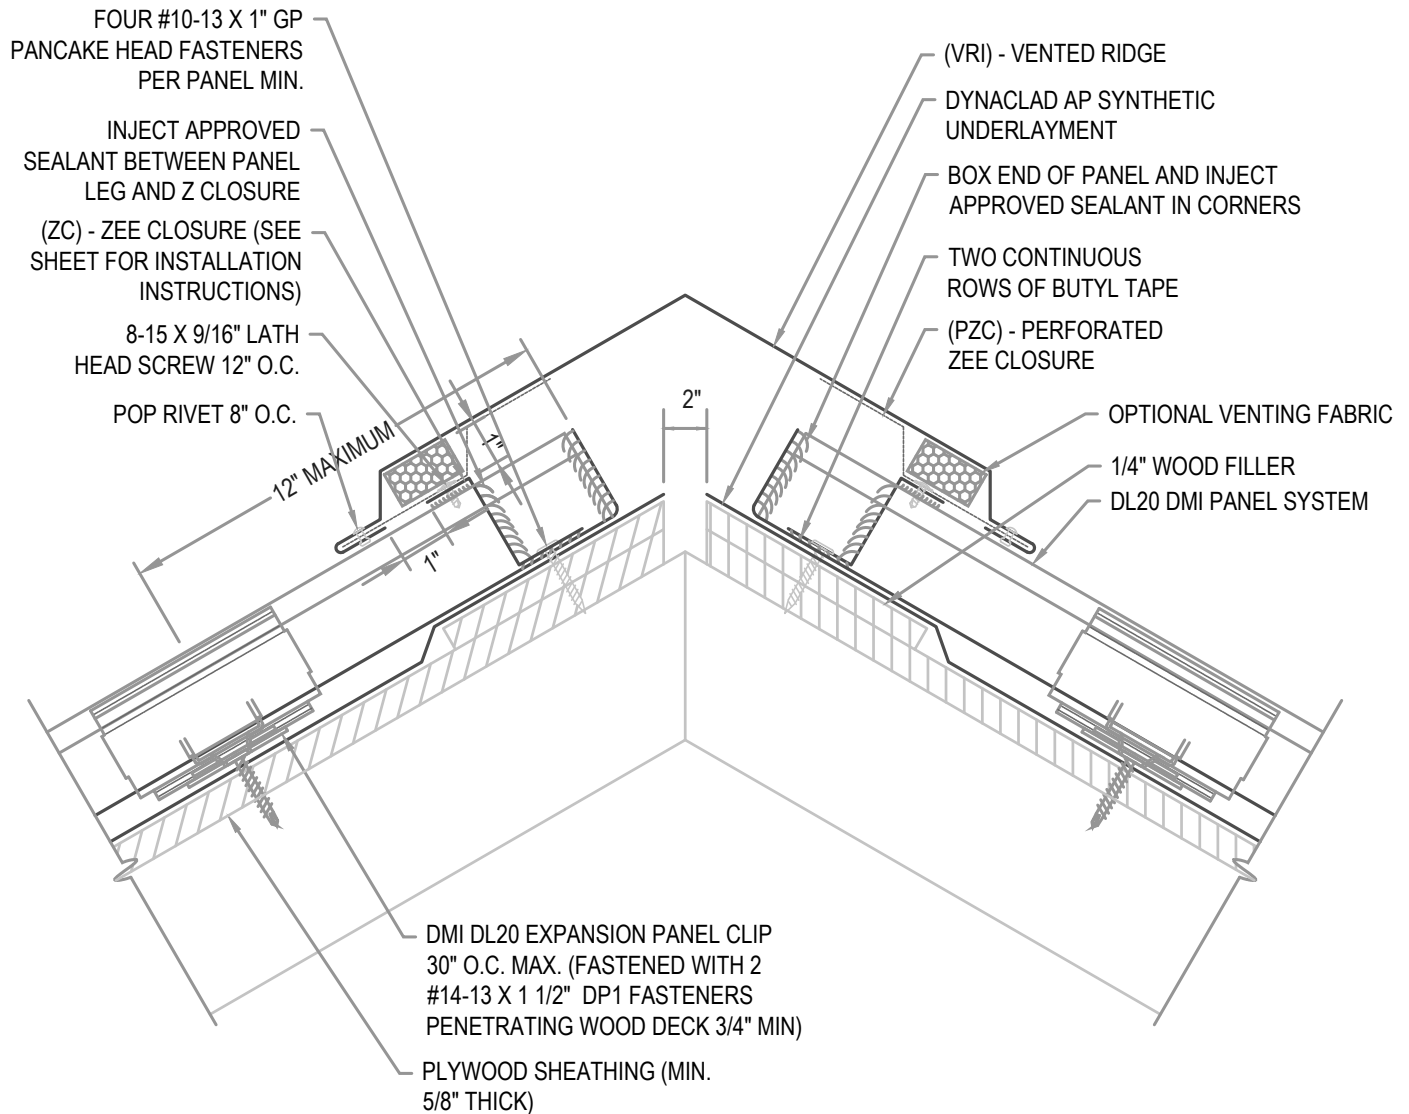 FOUR #10-13 X 1" GP
PANCAKE HEAD FASTENERS
PER PANEL MIN.
INJECT APPROVED
SEALANT BETWEEN PANEL
LEG AND Z CLOSURE
(ZC) - ZEE CLOSURE (SEE
SHEET FOR INSTALLATION
INSTRUCTIONS)
8-15 X 9/16" LATH
HEAD SCREW 12" O.C.
POP RIVET 8" O.C.
12" MAXIMUM
1"
1"
2"
(VRI) - VENTED RIDGE
DYNACLAD AP SYNTHETIC
UNDERLAYMENT
BOX END OF PANEL AND INJECT
APPROVED SEALANT IN CORNERS
TWO CONTINUOUS
ROWS OF BUTYL TAPE
(PZC) - PERFORATED
ZEE CLOSURE
OPTIONAL VENTING FABRIC
1/4" WOOD FILLER
DL20 DMI PANEL SYSTEM
DMI DL20 EXPANSION PANEL CLIP
30" O.C. MAX. (FASTENED WITH 2
#14-13 X 1 1/2" DP1 FASTENERS
PENETRATING WOOD DECK 3/4" MIN)
PLYWOOD SHEATHING (MIN.
5/8" THICK)